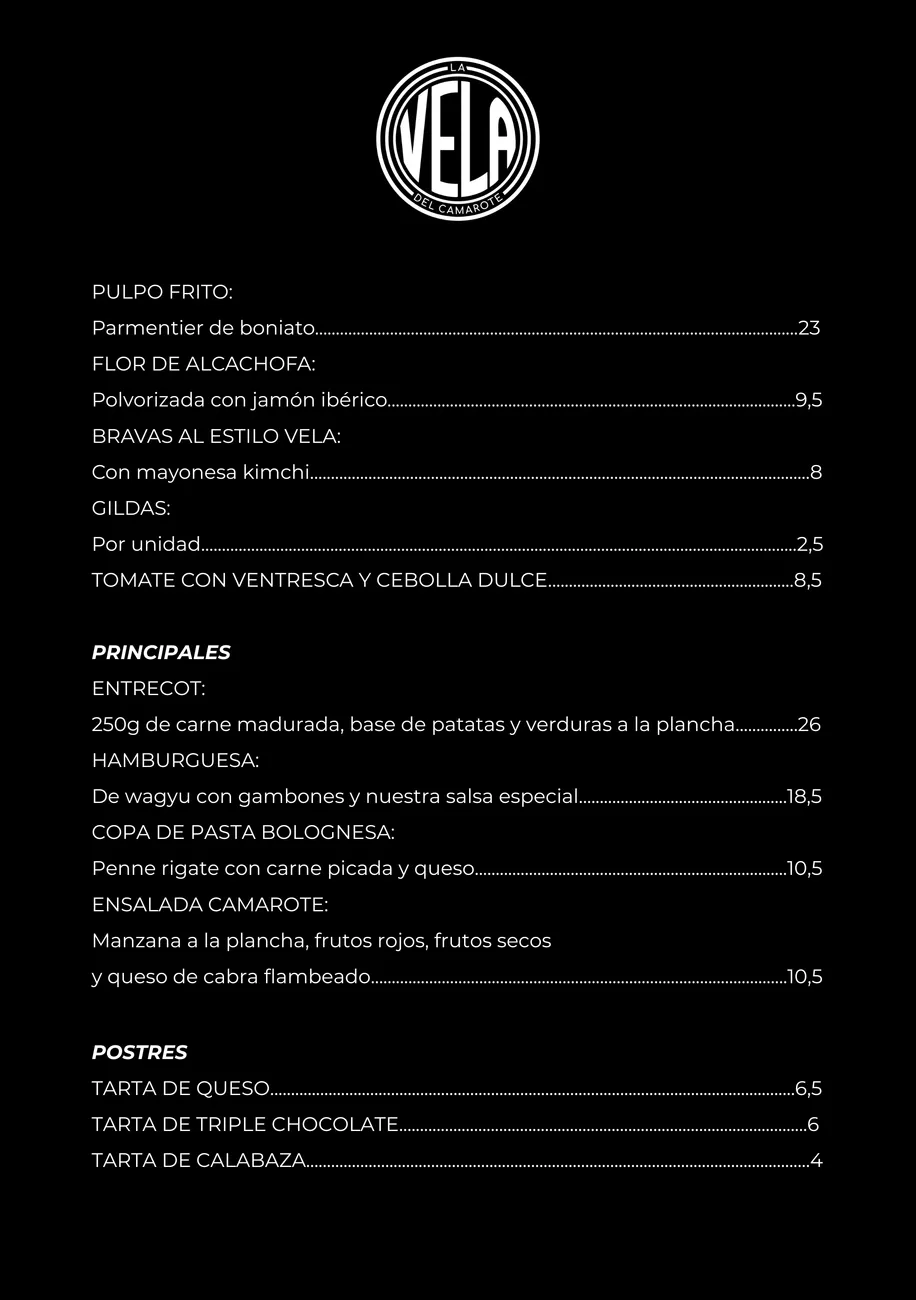 LA
VELA
DEL CAMAROTE
PULPO FRITO:
Parmentier de boniato........................................................................................................................23
FLOR DE ALCACHOFA:
Polvorizada con jamón ibérico.....................................................................................................9,5
BRAVAS AL ESTILO VELA:
Con mayonesa kimchi............................................................................................................................8
GILDAS:
Por unidad....................................................................................................................................................2,5
TOMATE CON VENTRESCA Y CEBOLLA DULCE.............................................................8,5
PRINCIPALES
ENTRECOT:
250g de carne madurada, base de patatas y verduras a la plancha...............26
HAMBURGUESA:
De wagyu con gambones y nuestra salsa especial...................................................18,5
COPA DE PASTA BOLOGNESA:
Penne rigate con carne picada y queso.............................................................................10,5
ENSALADA CAMAROTE:
Manzana a la plancha, frutos rojos, frutos secos
y queso de cabra flambeado.......................................................................................................10,5
POSTRES
TARTA DE QUESO..................................................................................................................................6,5
TARTA DE TRIPLE CHOCOLATE.....................................................................................................6
TARTA DE CALABAZA.............................................................................................................................4